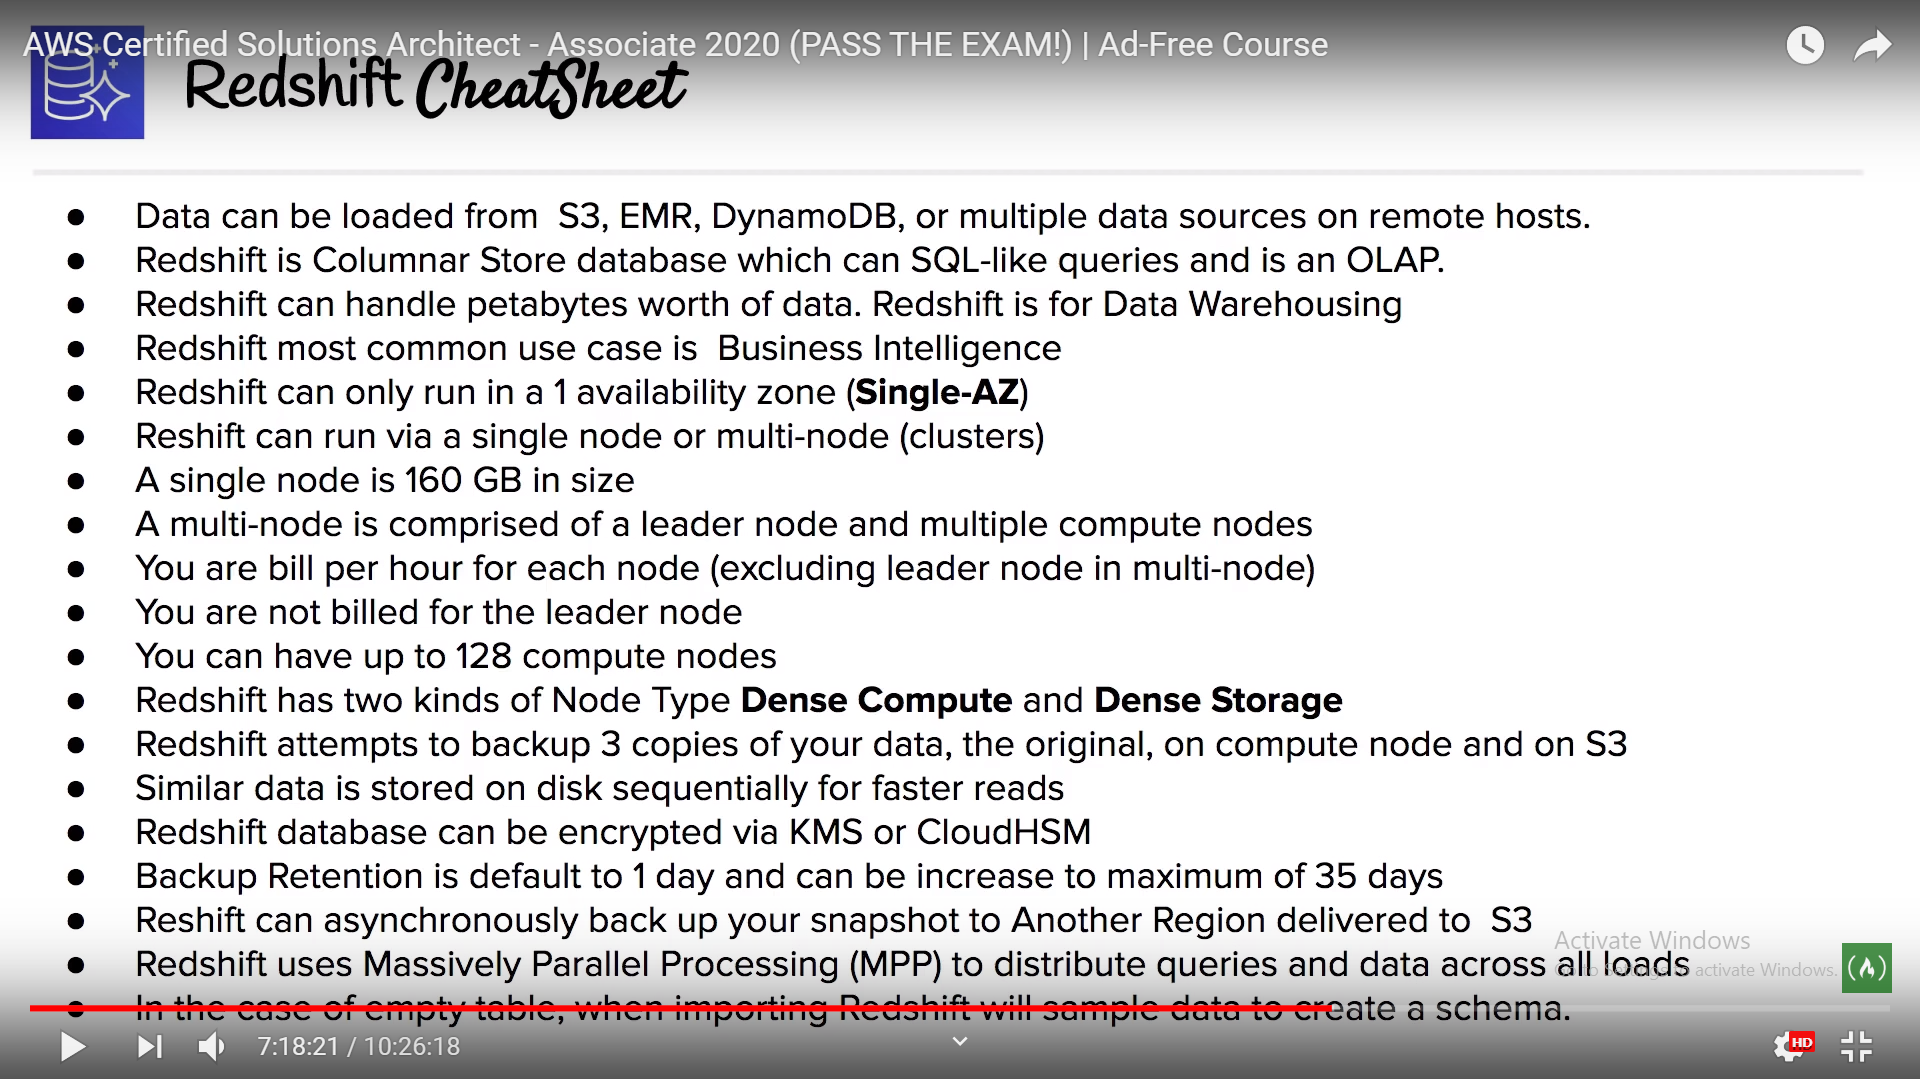 AWS Certified Solutions Architect - Associate 2020 (PASS THE EXAM!) | Ad-Free Course
Redshift CheatSheet
● Data can be loaded from  S3, EMR, DynamoDB, or multiple data sources on remote hosts.
● Redshift is Columnar Store database which can SQL-like queries and is an OLAP.
● Redshift can handle petabytes worth of data. Redshift is for Data Warehousing
● Redshift most common use case is  Business Intelligence
● Redshift can only run in a 1 availability zone (Single-AZ)
● Reshift can run via a single node or multi-node (clusters)
● A single node is 160 GB in size
● A multi-node is comprised of a leader node and multiple compute nodes
● You are bill per hour for each node (excluding leader node in multi-node)
● You are not billed for the leader node
● You can have up to 128 compute nodes
● Redshift has two kinds of Node Type Dense Compute and Dense Storage
● Redshift attempts to backup 3 copies of your data, the original, on compute node and on S3
● Similar data is stored on disk sequentially for faster reads
● Redshift database can be encrypted via KMS or CloudHSM
● Backup Retention is default to 1 day and can be increase to maximum of 35 days
● Reshift can asynchronously back up your snapshot to Another Region delivered to  S3
Activate Windows
● Redshift uses Massively Parallel Processing (MPP) to distribute queries and data across all loads
Go to Settings to activate Windows.
● In the case of empty table, when importing Redshift will sample data to create a schema.
7:18:21 / 10:26:18
HD